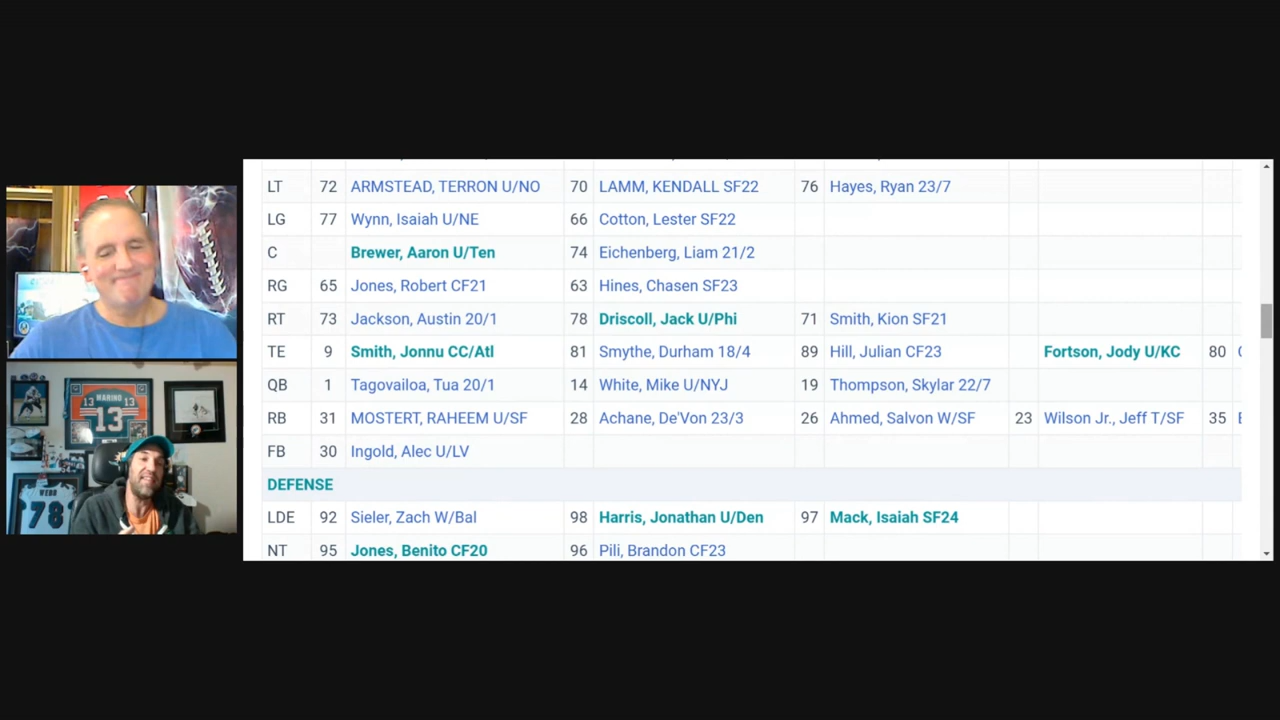 LT 72 ARMSTEAD, TERRON U/NO 70 LAMM, KENDALL SF22 76 Hayes, Ryan 23/7
LG 77 Wynn, Isaiah U/NE 66 Cotton, Lester SF22
C Brewer, Aaron U/Ten 74 Eichenberg, Liam 21/2
RG 65 Jones, Robert CF21 63 Hines, Chasen SF23
RT 73 Jackson, Austin 20/1 78 Driscoll, Jack U/Phi 71 Smith, Kion SF21
TE 9 Smith, Jonnu CC/Atl 81 Smythe, Durham 18/4 89 Hill, Julian CF23 Fortson, Jody U/KC 80
QB 1 Tagovailoa, Tua 20/1 14 White, Mike U/NYJ 19 Thompson, Skylar 22/7
RB 31 MOSTERT, RAHEEM U/SF 28 Achane, De'Von 23/3 26 Ahmed, Salvon W/SF 23 Wilson Jr., Jeff T/SF 35
FB 30 Ingold, Alec U/LV
DEFENSE
LDE 92 Sieler, Zach W/Bal 98 Harris, Jonathan U/Den 97 Mack, Isaiah SF24
NT 95 Jones, Benito CF20 96 Pili, Brandon CF23
MARINO
13 13
13
WEBB
78